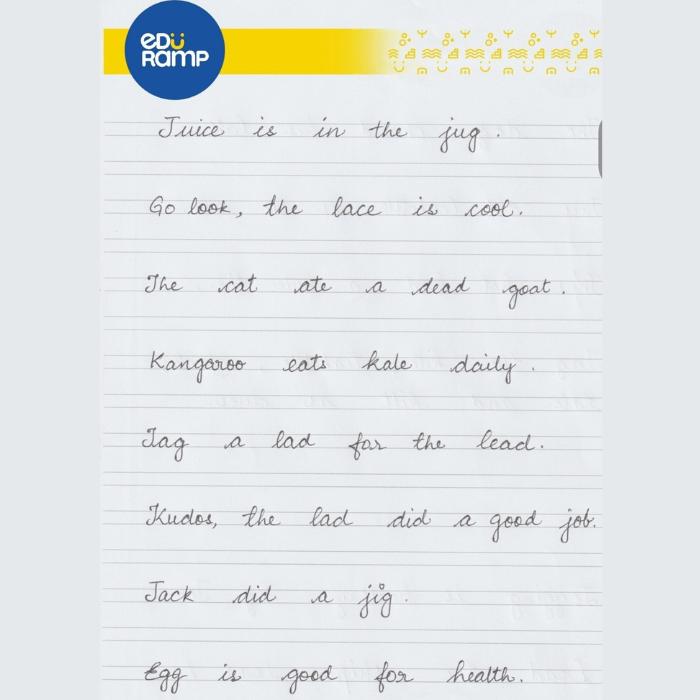 EDÜ
RAMP
Juice is in the jug.
Go look, the lace is cool.
The cat ate a dead goat.
Kangaroo eats kale daily.
Tag a lad for the lead.
Kudos, the lad did a good job.
Jack did a jig.
Egg is good for health.